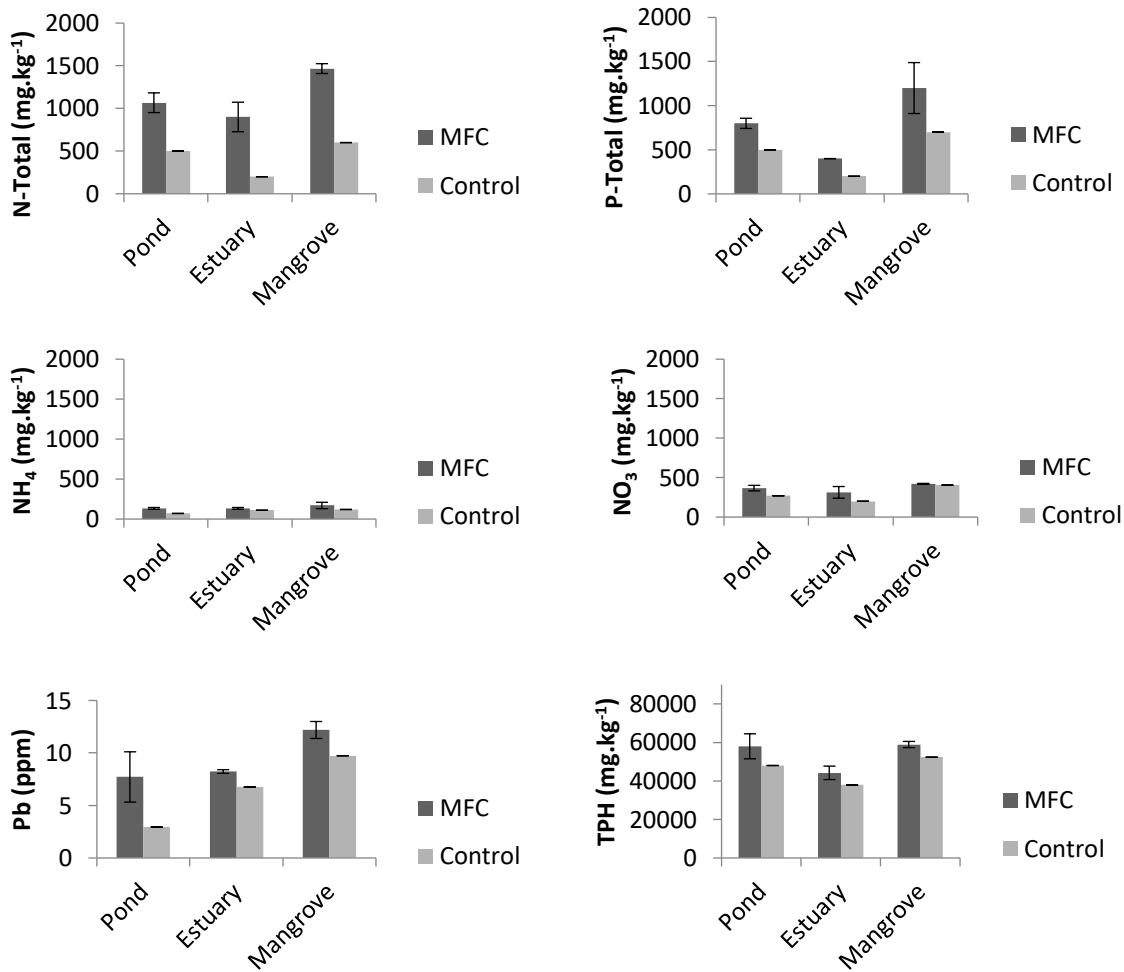 N-Total (mg.kg⁻¹)
2000
1500
1000
500
0
Pond
Estuary
Mangrove
MFC
Control
P-Total (mg.kg⁻¹)
2000
1500
1000
500
0
Pond
Estuary
Mangrove
MFC
Control
NH₄ (mg.kg⁻¹)
2000
1500
1000
500
0
Pond
Estuary
Mangrove
MFC
Control
NO₃ (mg.kg⁻¹)
2000
1500
1000
500
0
Pond
Estuary
Mangrove
MFC
Control
Pb (ppm)
15
10
5
0
Pond
Estuary
Mangrove
MFC
Control
TPH (mg.kg⁻¹)
80000
60000
40000
20000
0
Pond
Estuary
Mangrove
MFC
Control